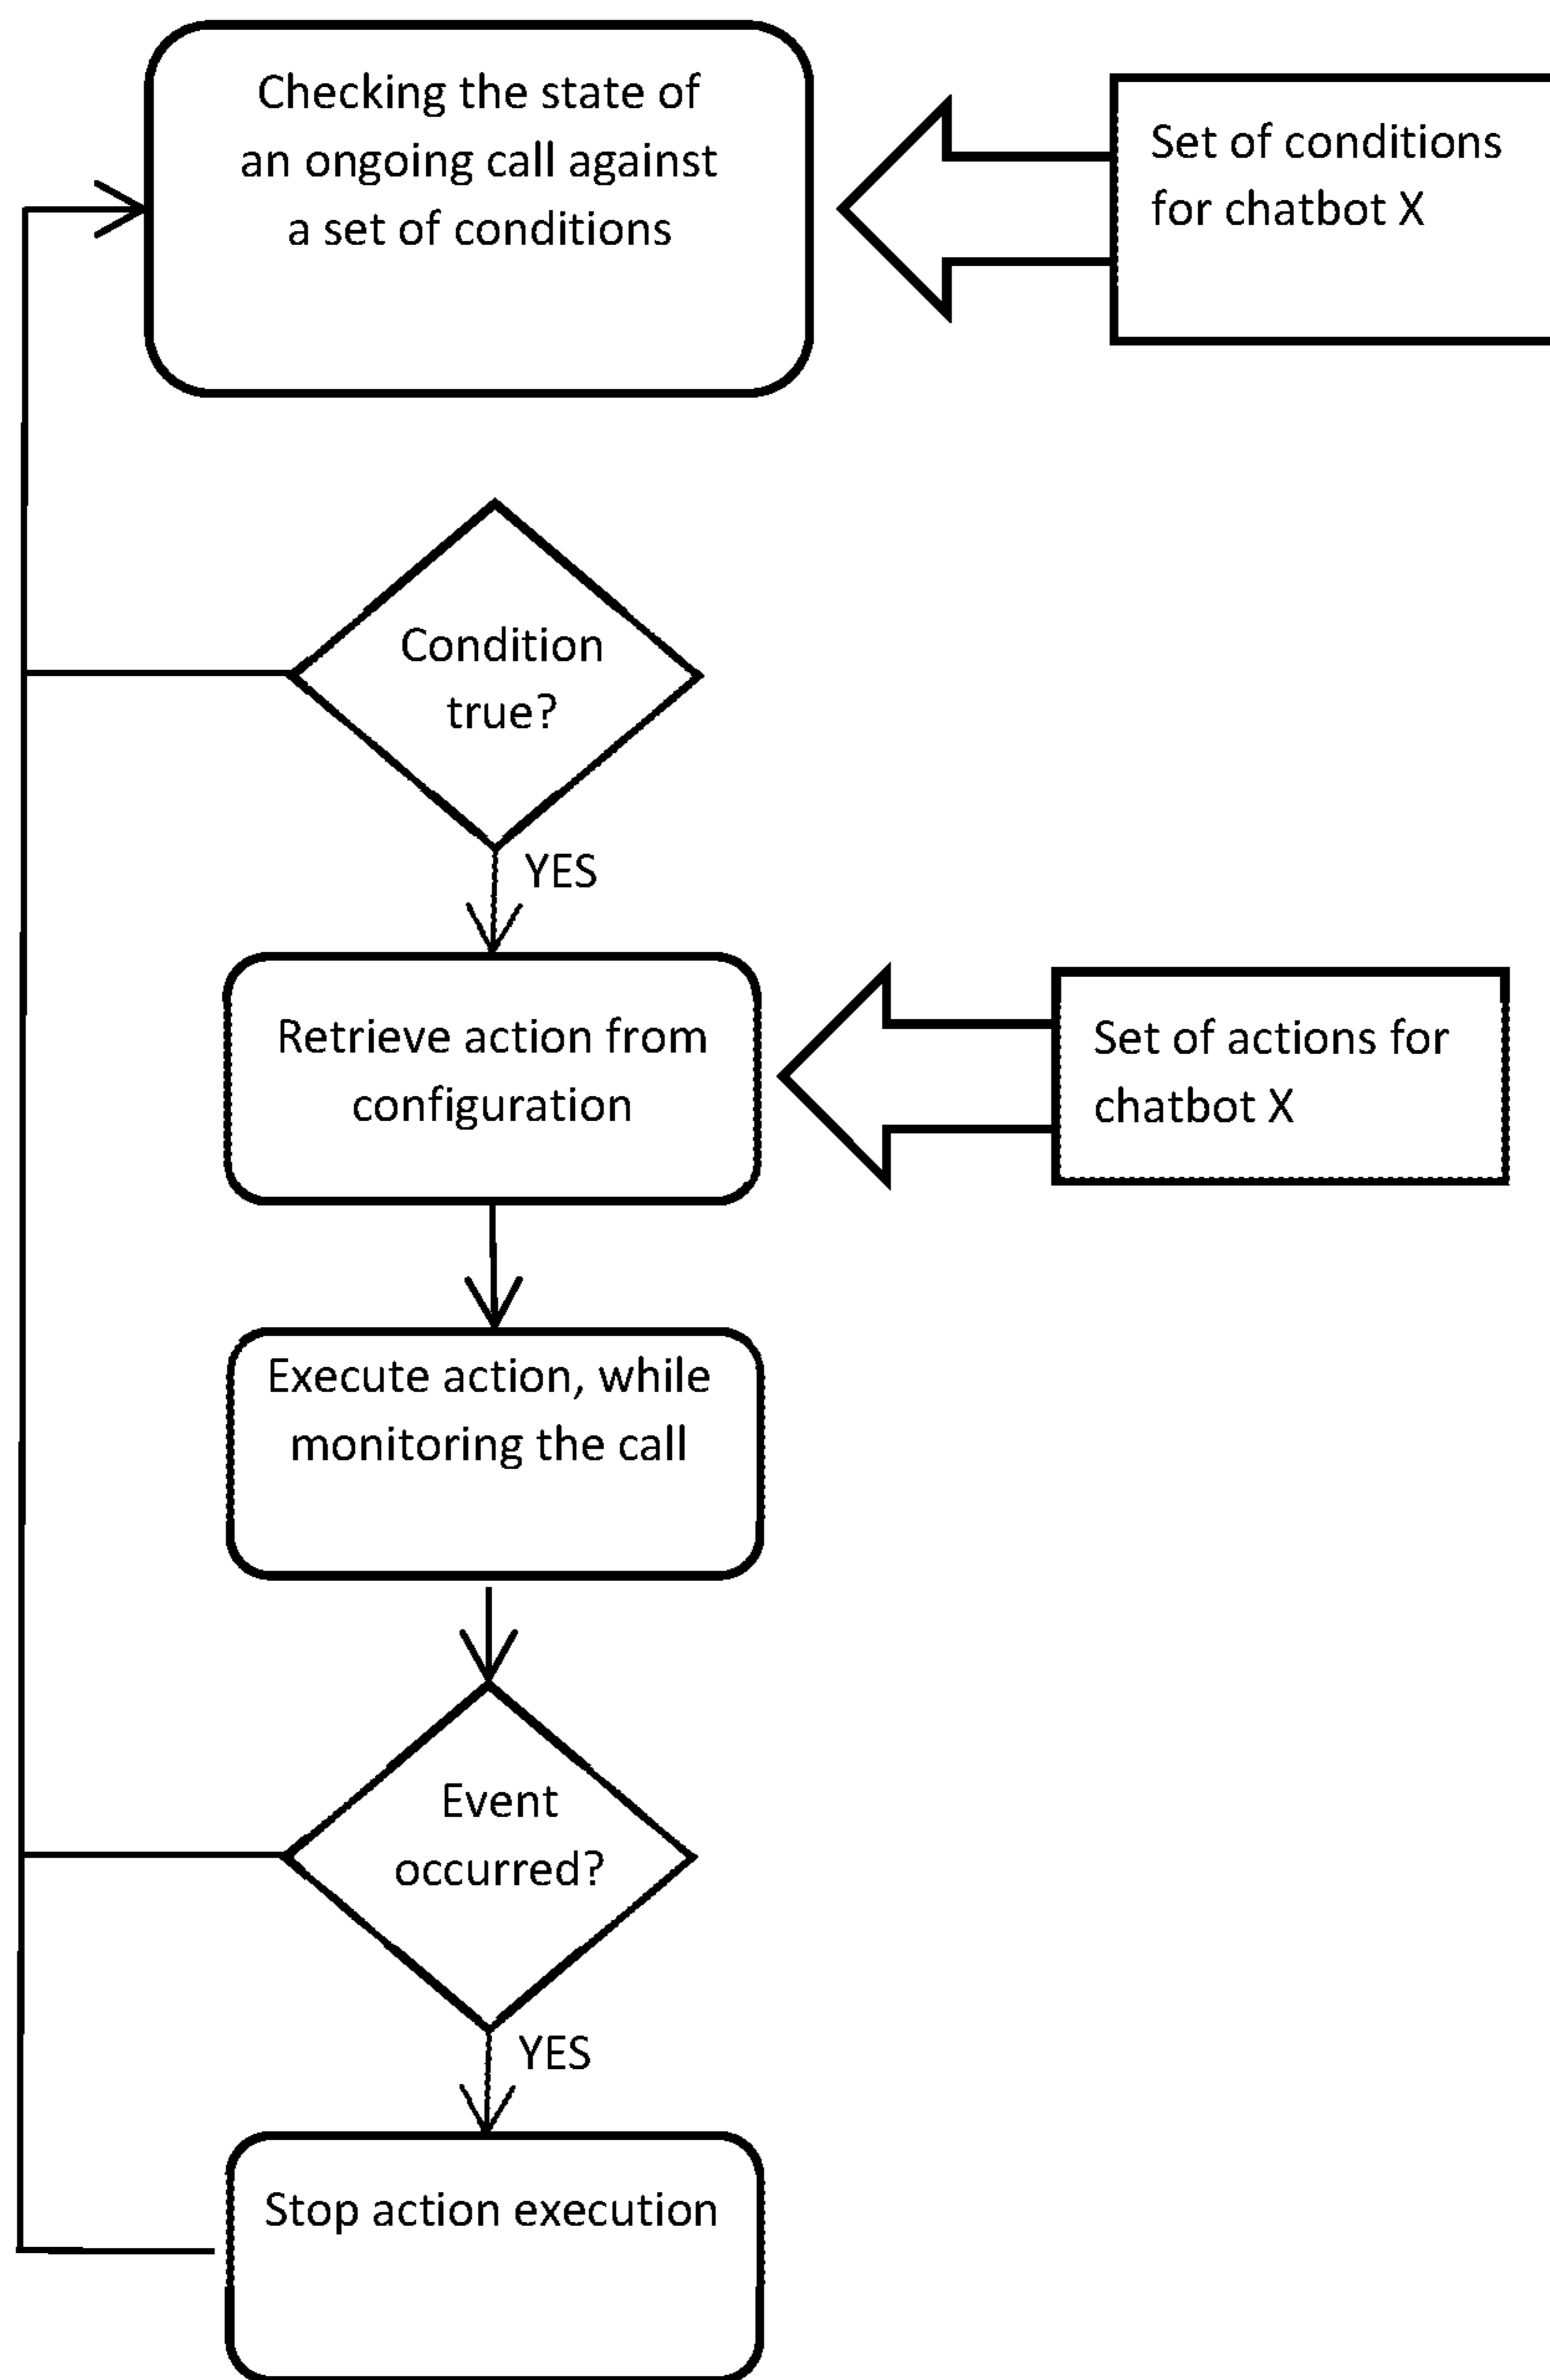 Checking the state of
an ongoing call against
a set of conditions
Set of conditions
for chatbot X
Condition
true?
YES
Retrieve action from
configuration
Set of actions for
chatbot X
Execute action, while
monitoring the call
Event
occurred?
YES
Stop action execution